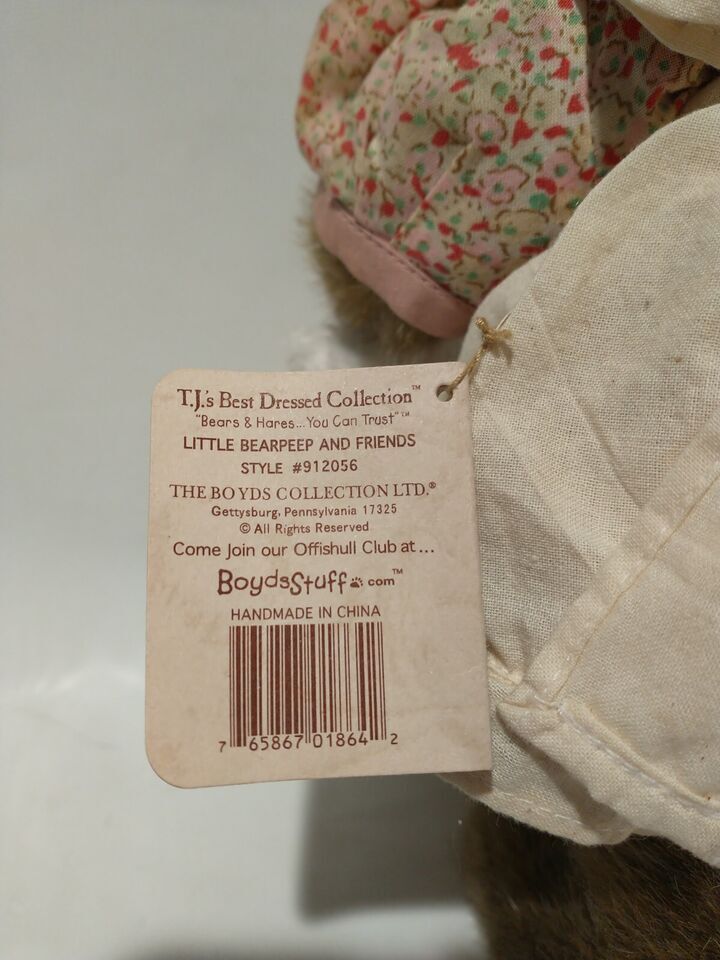 T.J.'s Best Dressed Collection™
"Bears & Hares...You Can Trust"™
LITTLE BEARPEEP AND FRIENDS
STYLE #912056
THE BOYDS COLLECTION LTD.®
Gettysburg, Pennsylvania 17325
© All Rights Reserved
Come Join our Offishull Club at...
BoydsStuff.com™
HANDMADE IN CHINA
7 65867 01864 2